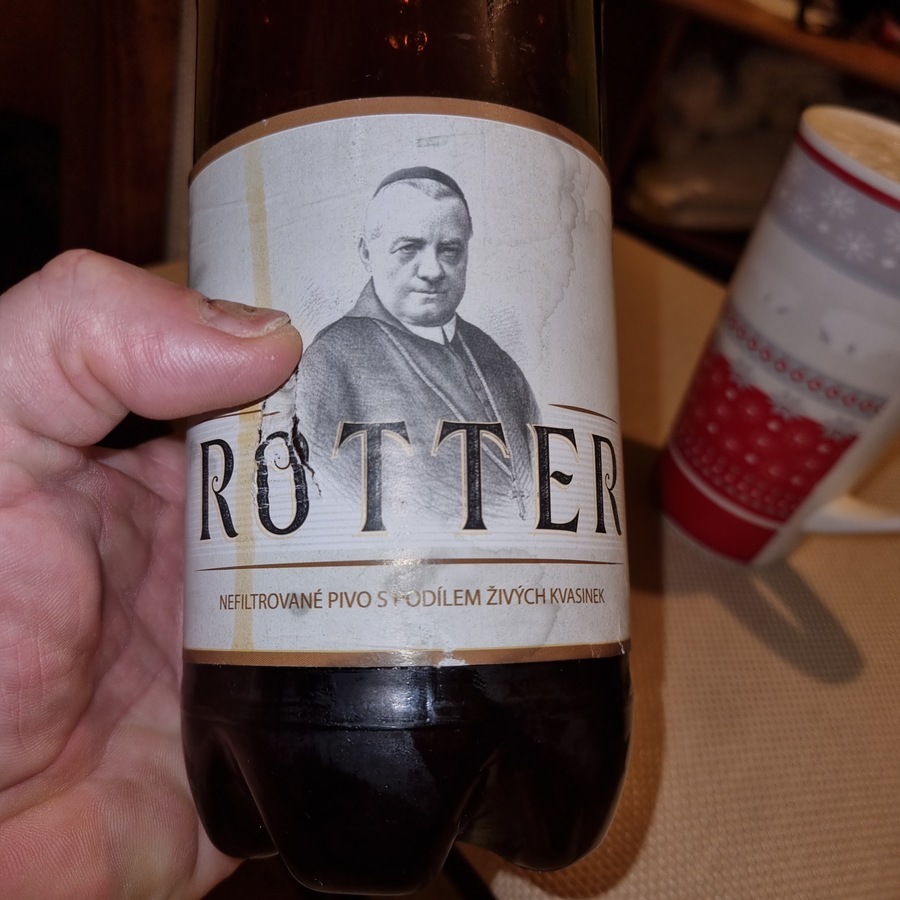 ROTTER
NEFILTROVANÉ PIVO S PODÍLEM ŽIVÝCH KVASINEK